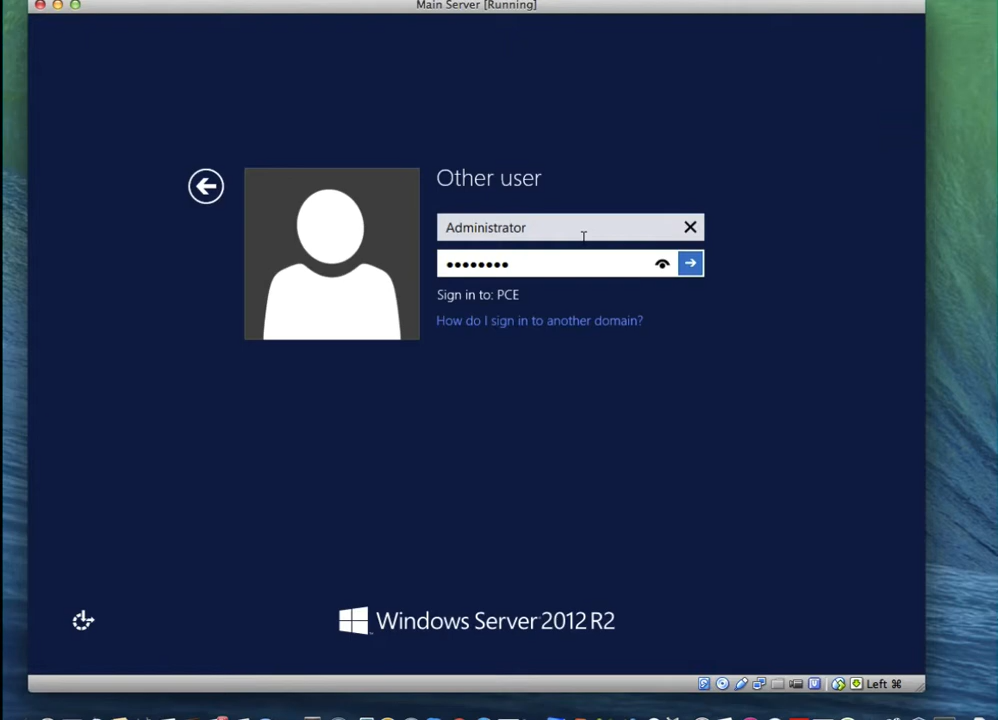 Main Server [Running]
Other user
Administrator
Sign in to: PCE
How do I sign in to another domain?
Windows Server 2012 R2
Left ⌘